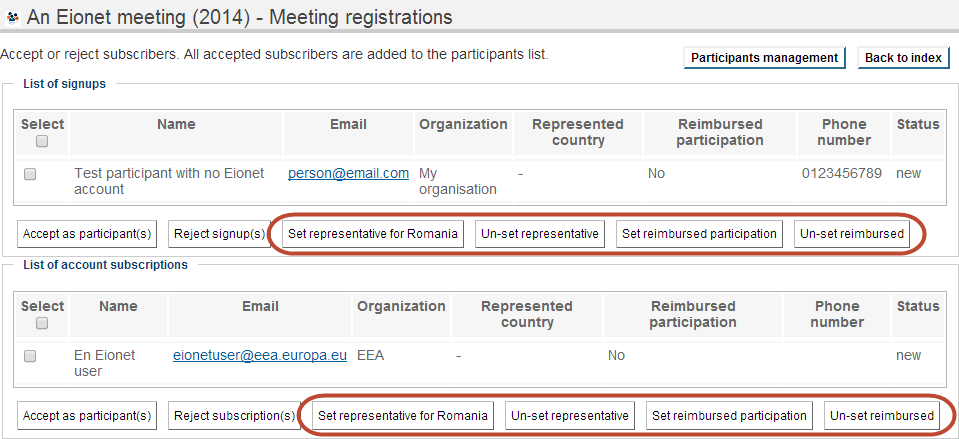 An Eionet meeting (2014) - Meeting registrations
Accept or reject subscribers. All accepted subscribers are added to the participants list.
Participants management
Back to index
List of signups
Select Name Email Organization Represented country Reimbursed participation Phone number Status
Test participant with no Eionet account person@email.com My organisation - No 0123456789 new
Accept as participant(s) Reject signup(s) Set representative for Romania Un-set representative Set reimbursed participation Un-set reimbursed
List of account subscriptions
Select Name Email Organization Represented country Reimbursed participation Phone number Status
En Eionet user eionetuser@eea.europa.eu EEA - No new
Accept as participant(s) Reject subscription(s) Set representative for Romania Un-set representative Set reimbursed participation Un-set reimbursed